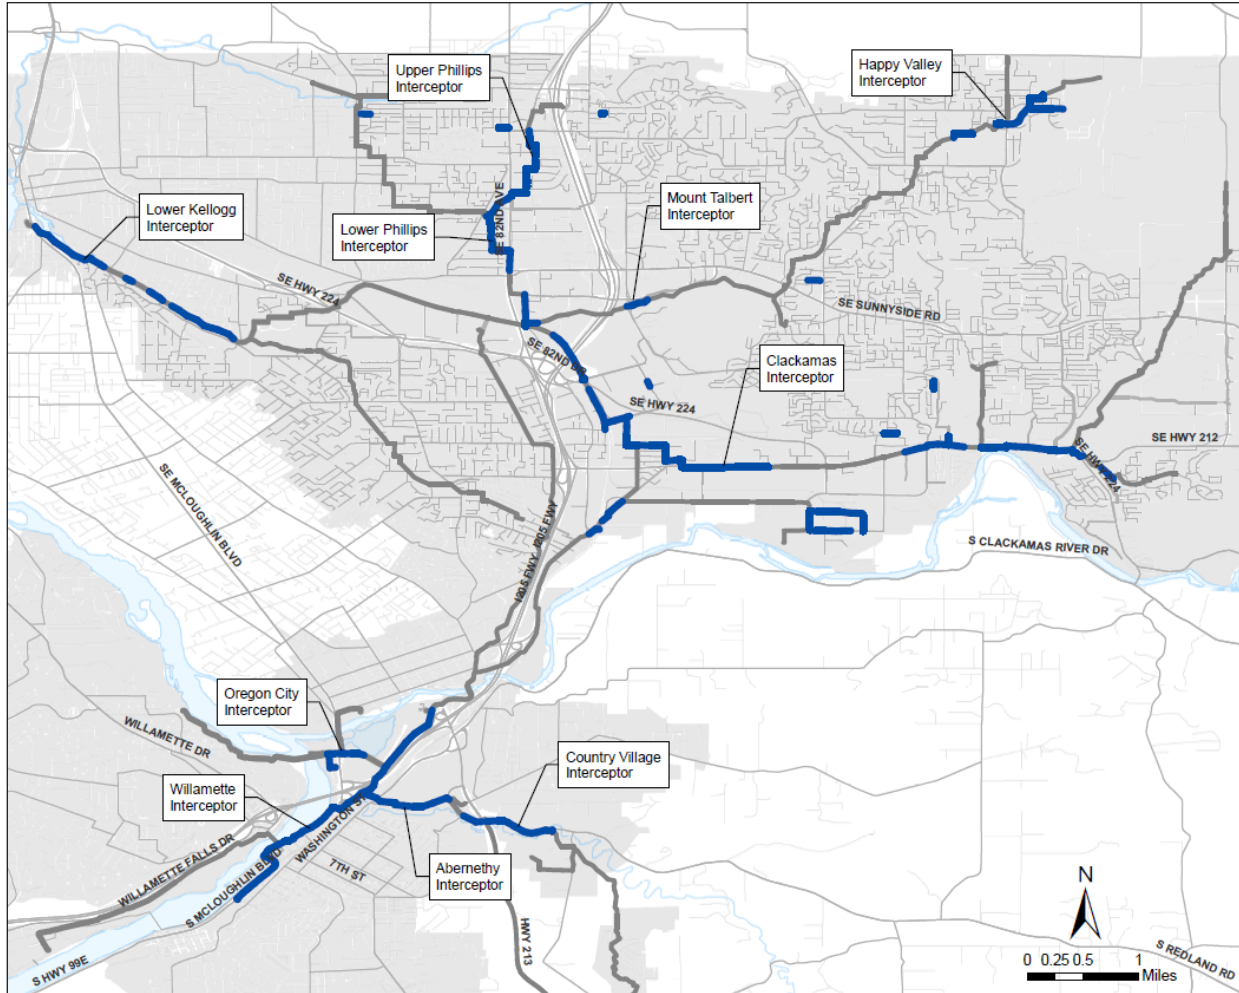 Upper Phillips
Interceptor
Happy Valley
Interceptor
Lower Kellogg
Interceptor
Lower Phillips
Interceptor
SE 82ND AVE
Mount Talbert
Interceptor
SE HWY 224
SE SUNNYSIDE RD
SE 82ND DR
Clackamas
Interceptor
SE HWY 224
SE HWY 212
SE HWY 224
SE MCLOUGHLIN BLVD
I205 FWY
I205 FWY
S CLACKAMAS RIVER DR
Oregon City
Interceptor
WILLAMETTE DR
Country Village
Interceptor
Willamette
Interceptor
WASHINGTON ST
WILLAMETTE FALLS DR
7TH ST
Abernethy
Interceptor
S MCLOUGHLIN BLVD
HWY 213
S HWY 99E
S REDLAND RD
N
0 0.25 0.5 1
Miles